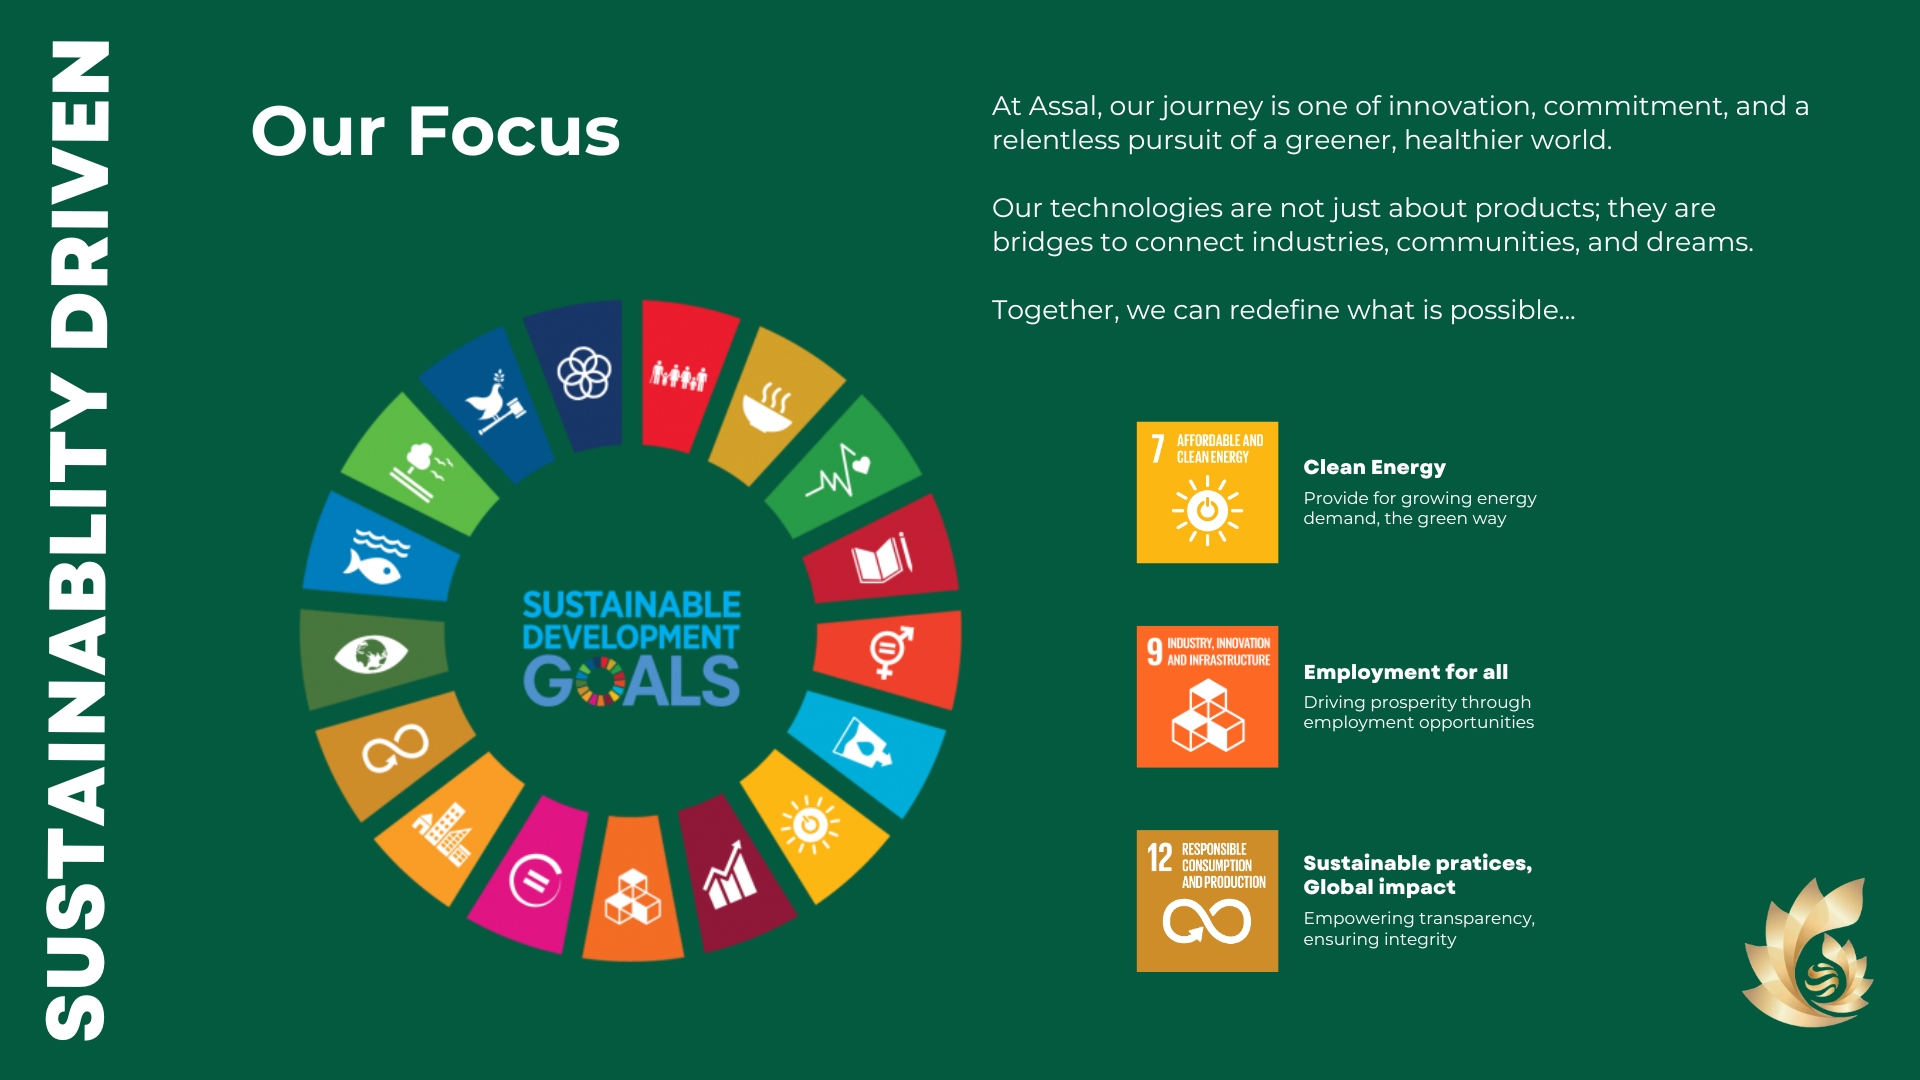 SUSTAINABLITY DRIVEN
Our Focus
At Assal, our journey is one of innovation, commitment, and a
relentless pursuit of a greener, healthier world.
Our technologies are not just about products; they are
bridges to connect industries, communities, and dreams.
Together, we can redefine what is possible...
SUSTAINABLE
DEVELOPMENT
GOALS
7 AFFORDABLE AND
CLEAN ENERGY
Clean Energy
Provide for growing energy
demand, the green way
9 INDUSTRY, INNOVATION
AND INFRASTRUCTURE
Employment for all
Driving prosperity through
employment opportunities
12 RESPONSIBLE
CONSUMPTION
AND PRODUCTION
Sustainable pratices,
Global impact
Empowering transparency,
ensuring integrity